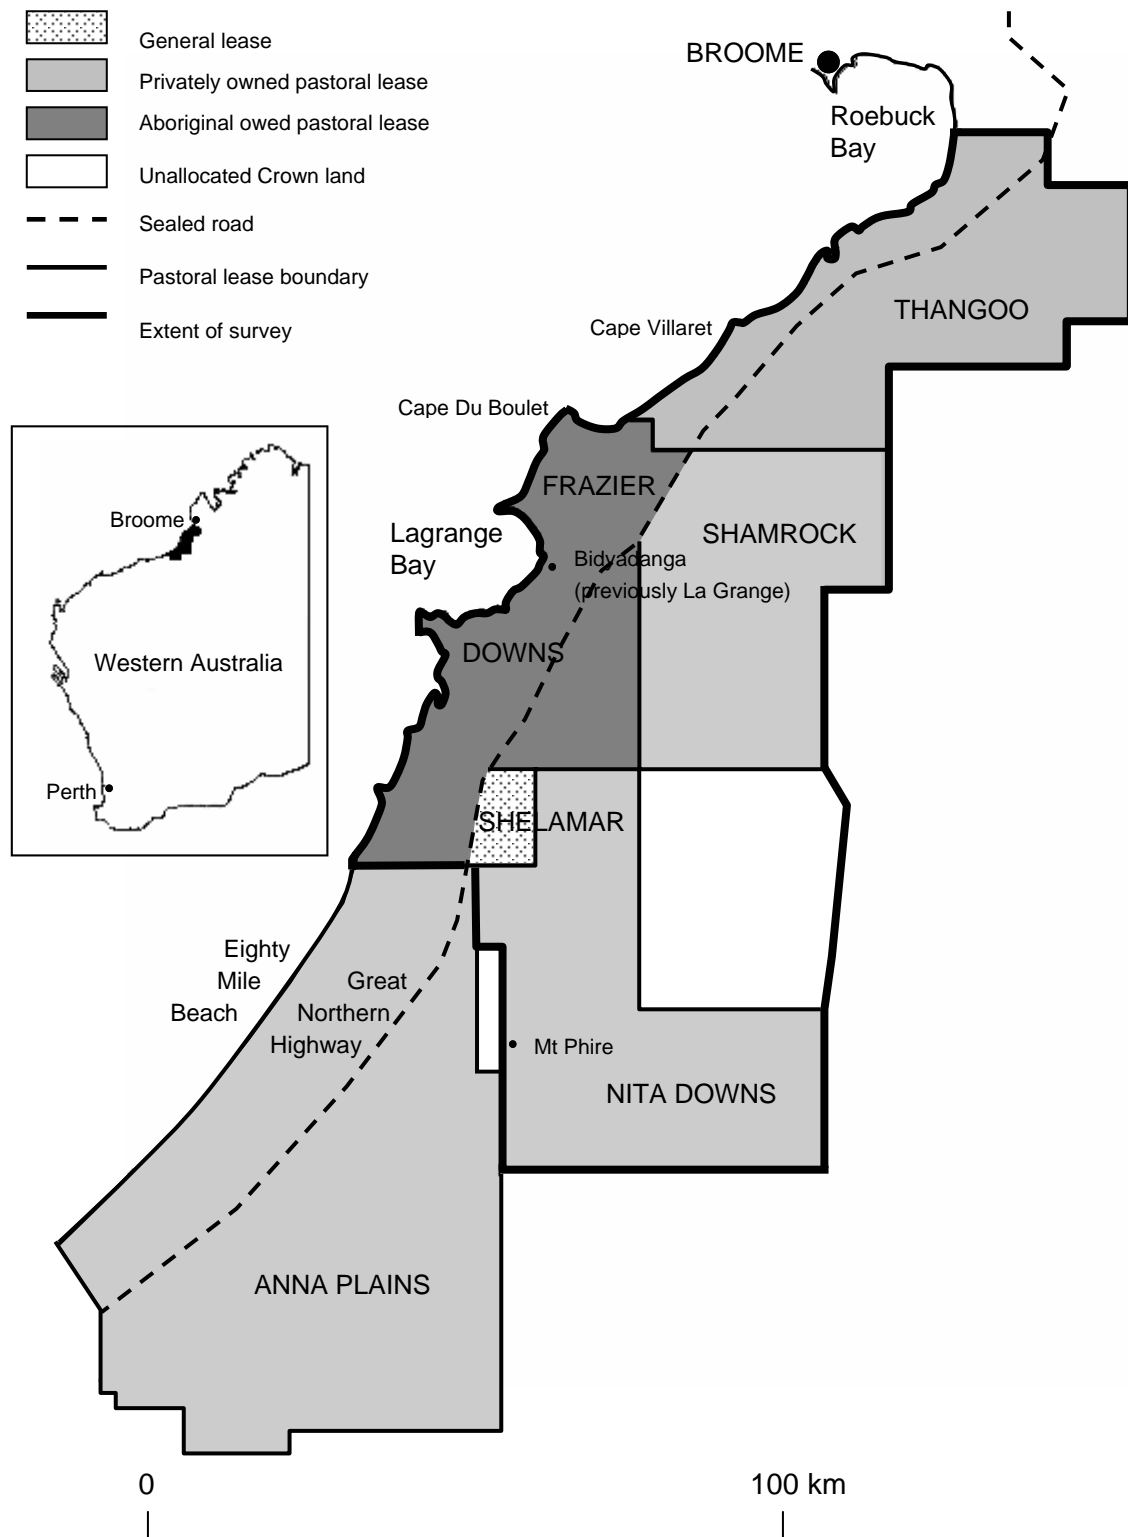 General lease
Privately owned pastoral lease
Aboriginal owed pastoral lease
Unallocated Crown land
Sealed road
Pastoral lease boundary
Extent of survey
BROOME
Roebuck
Bay
THANGOO
Cape Villaret
Cape Du Boulet
FRAZIER
SHAMROCK
Lagrange
Bay
Bidyadanga
(previously La Grange)
DOWNS
Broome
Western Australia
Perth
SHELAMAR
Eighty
Mile
Beach
Great
Northern
Highway
Mt Phire
NITA DOWNS
ANNA PLAINS
0
100 km